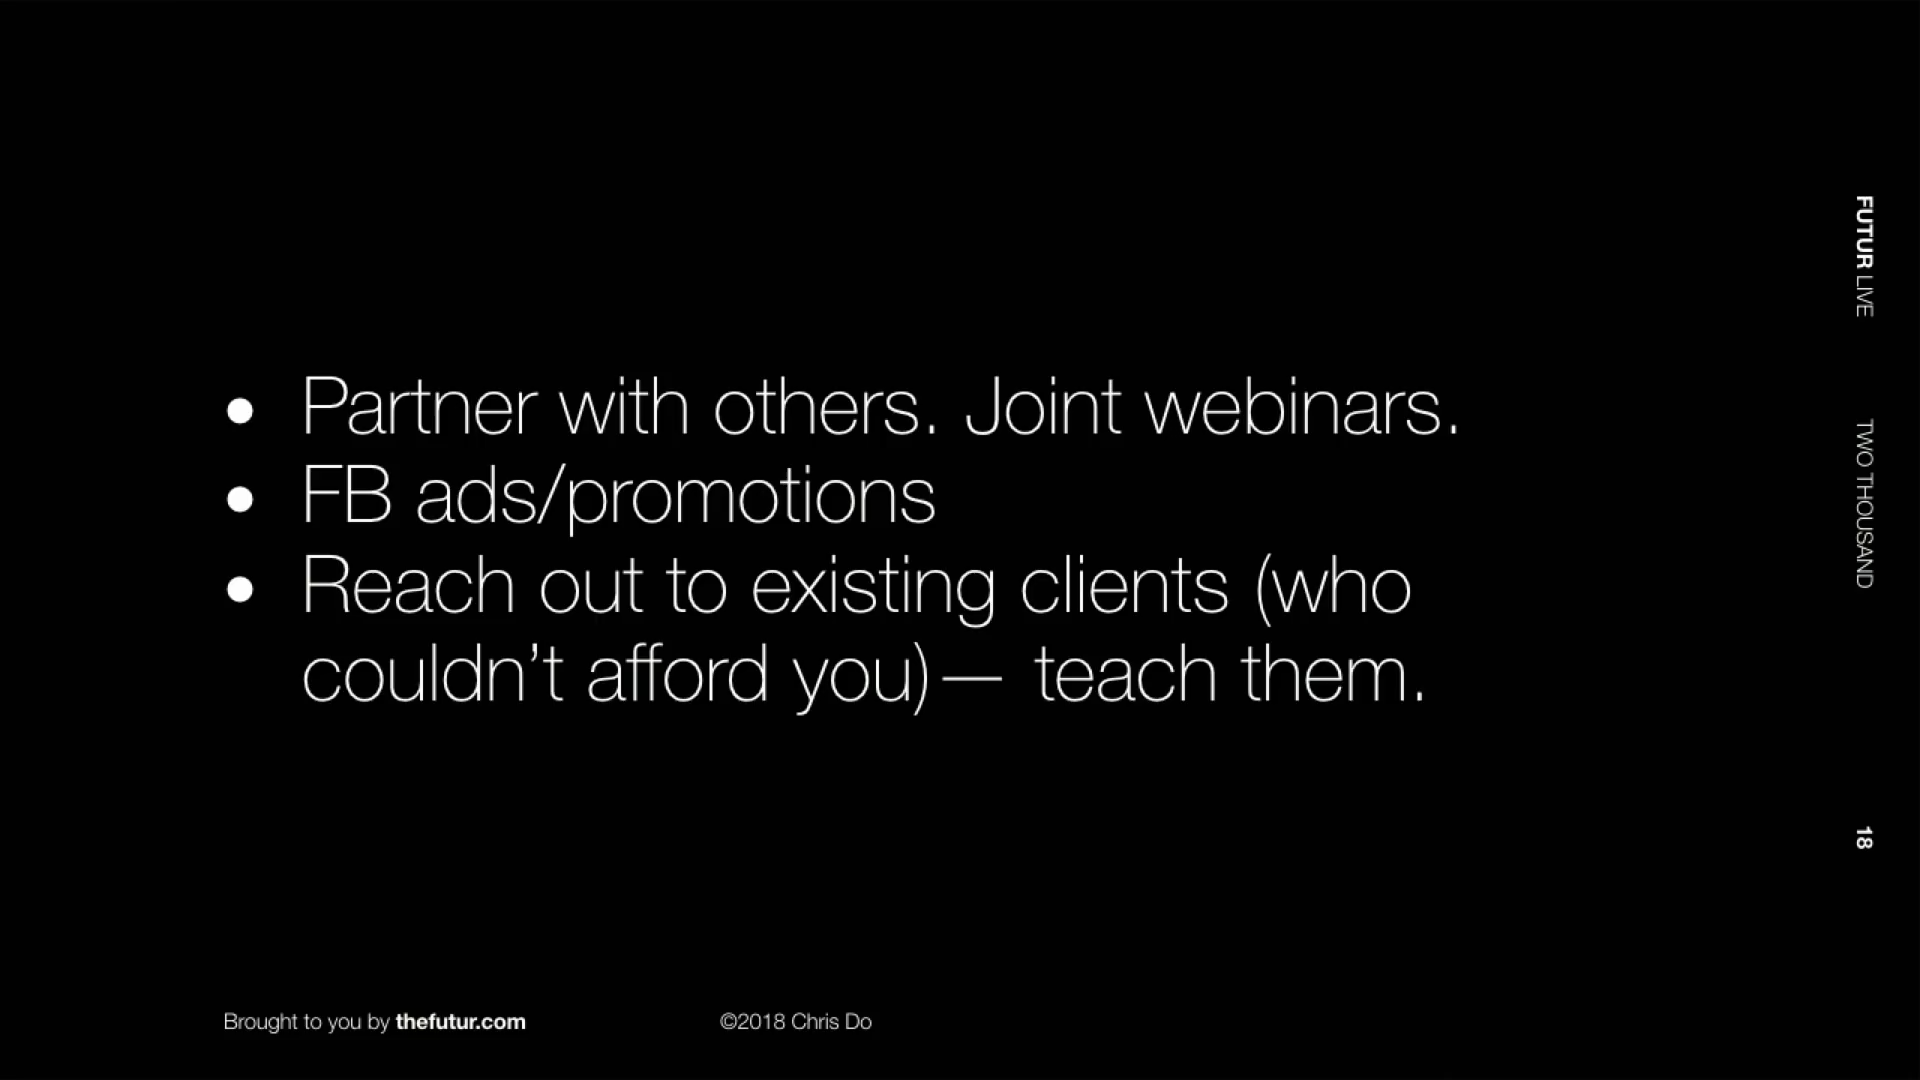 • Partner with others. Joint webinars.
• FB ads/promotions
• Reach out to existing clients (who
couldn’t afford you)— teach them.
FUTUR LIVE
TWO THOUSAND
18
Brought to you by thefutur.com
©2018 Chris Do